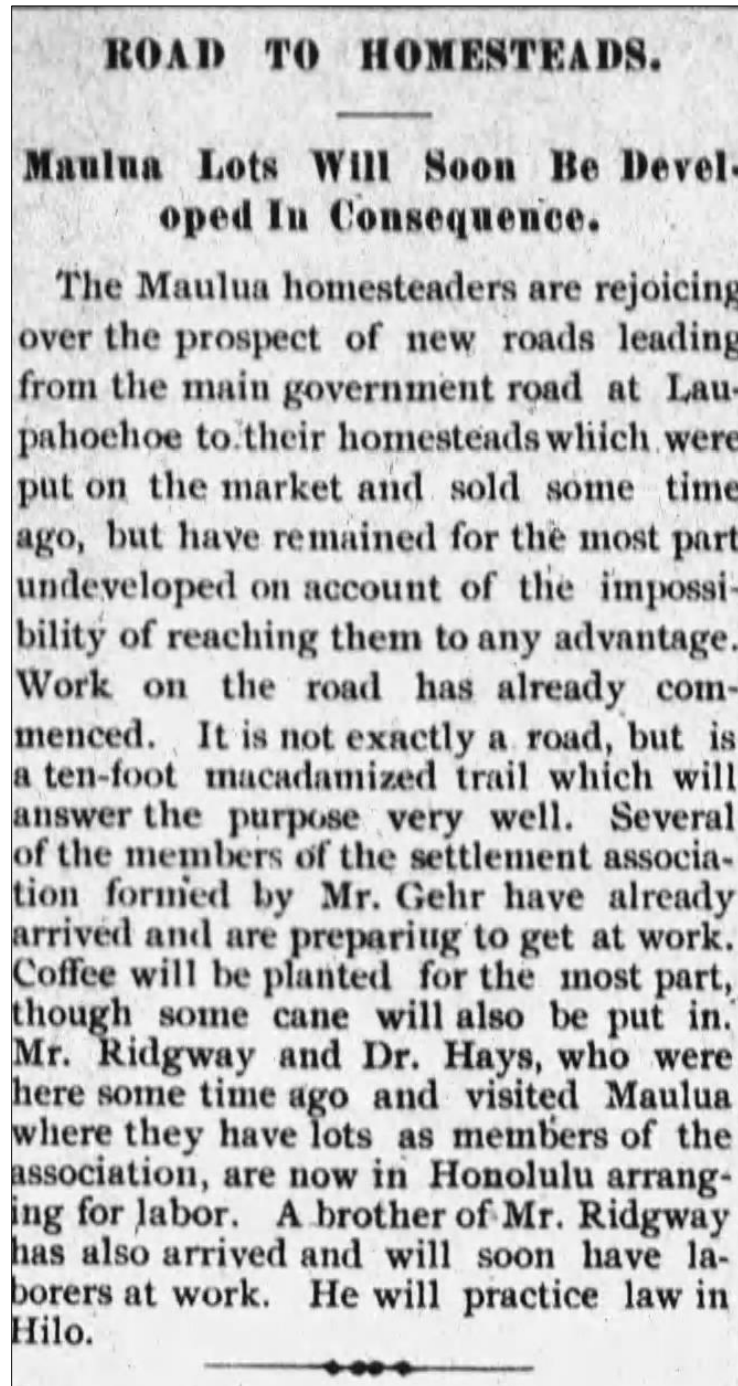 ROAD TO HOMESTEADS.
Maulua Lots Will Soon Be Devel-
oped In Consequence.
The Maulua homesteaders are rejoicing
over the prospect of new roads leading
from the main government road at Lau-
pahoehoe to their homesteads which were
put on the market and sold some time
ago, but have remained for the most part
undeveloped on account of the impossi-
bility of reaching them to any advantage.
Work on the road has already com-
menced. It is not exactly a road, but is
a ten-foot macadamized trail which will
answer the purpose very well. Several
of the members of the settlement associa-
tion formed by Mr. Gehr have already
arrived and are prepariug to get at work.
Coffee will be planted for the most part,
though some cane will also be put in.
Mr. Ridgway and Dr. Hays, who were
here some time ago and visited Maulua
where they have lots as members of the
association, are now in Honolulu arrang-
ing for labor. A brother of Mr. Ridgway
has also arrived and will soon have la-
borers at work. He will practice law in
Hilo.